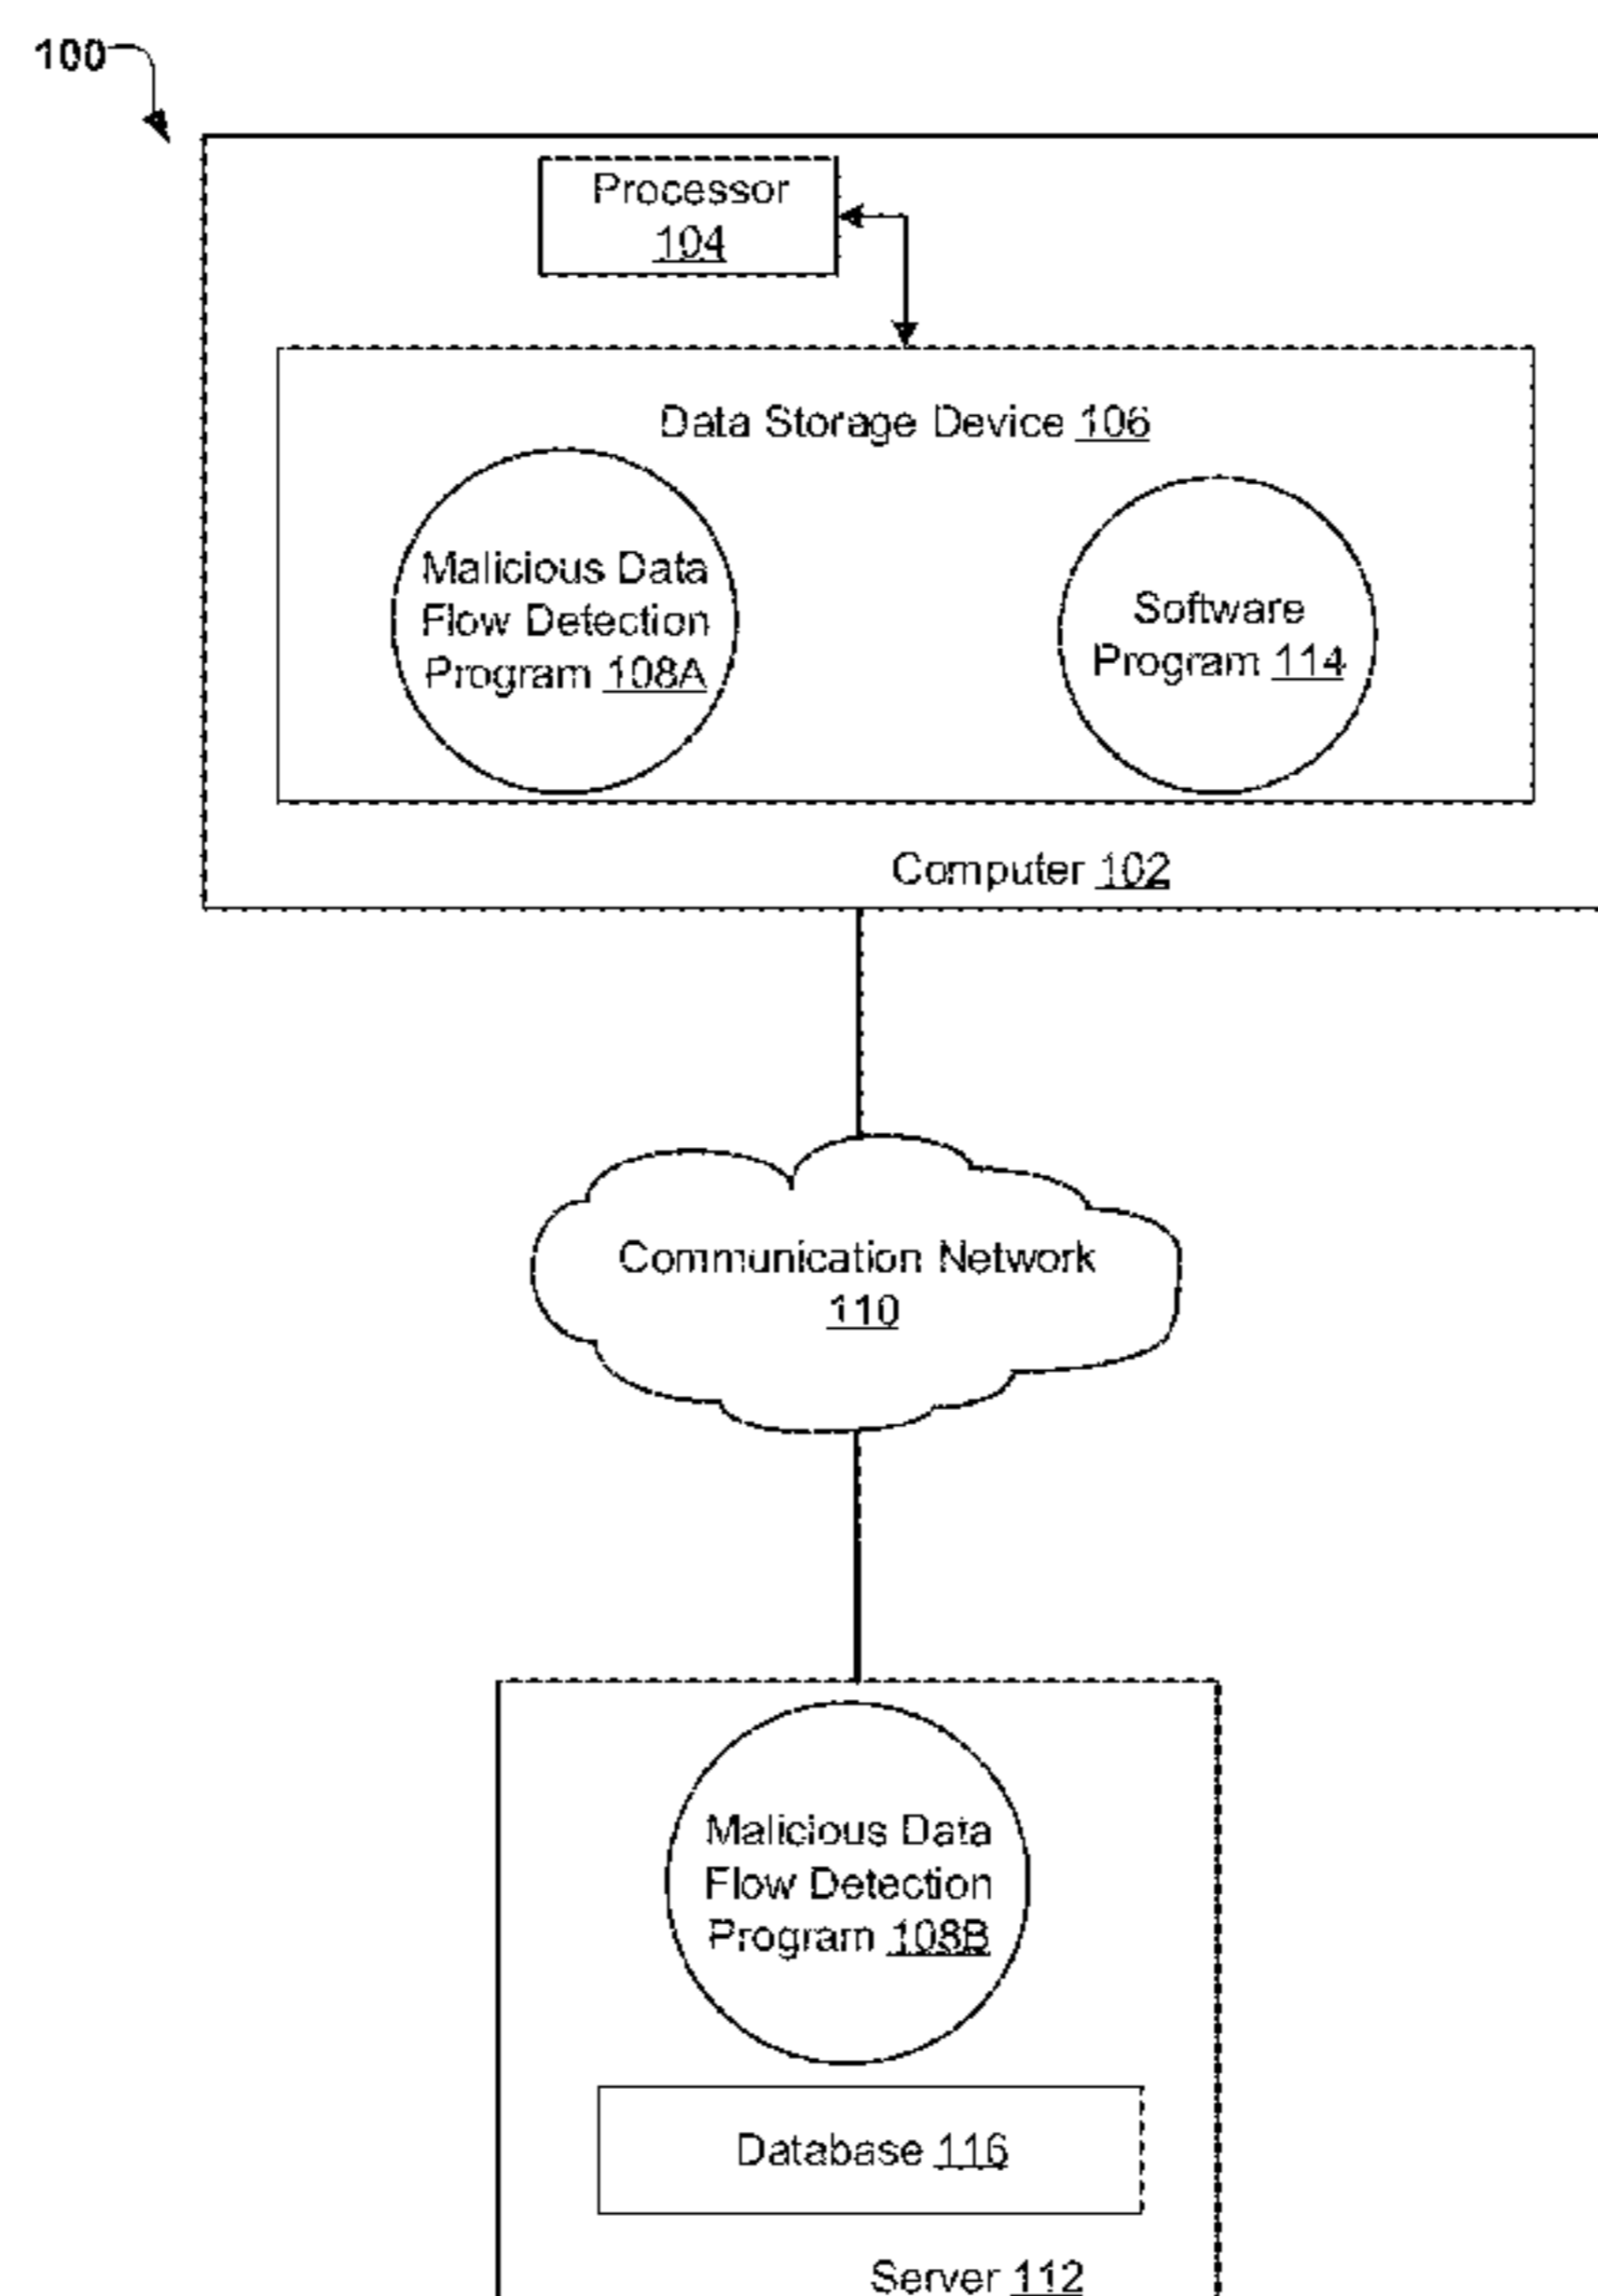 100
Processor
104
Data Storage Device 106
Malicious Data
Flow Detection
Program 108A
Software
Program 114
Computer 102
Communication Network
110
Malicious Data
Flow Detection
Program 108B
Database 116
Server 112